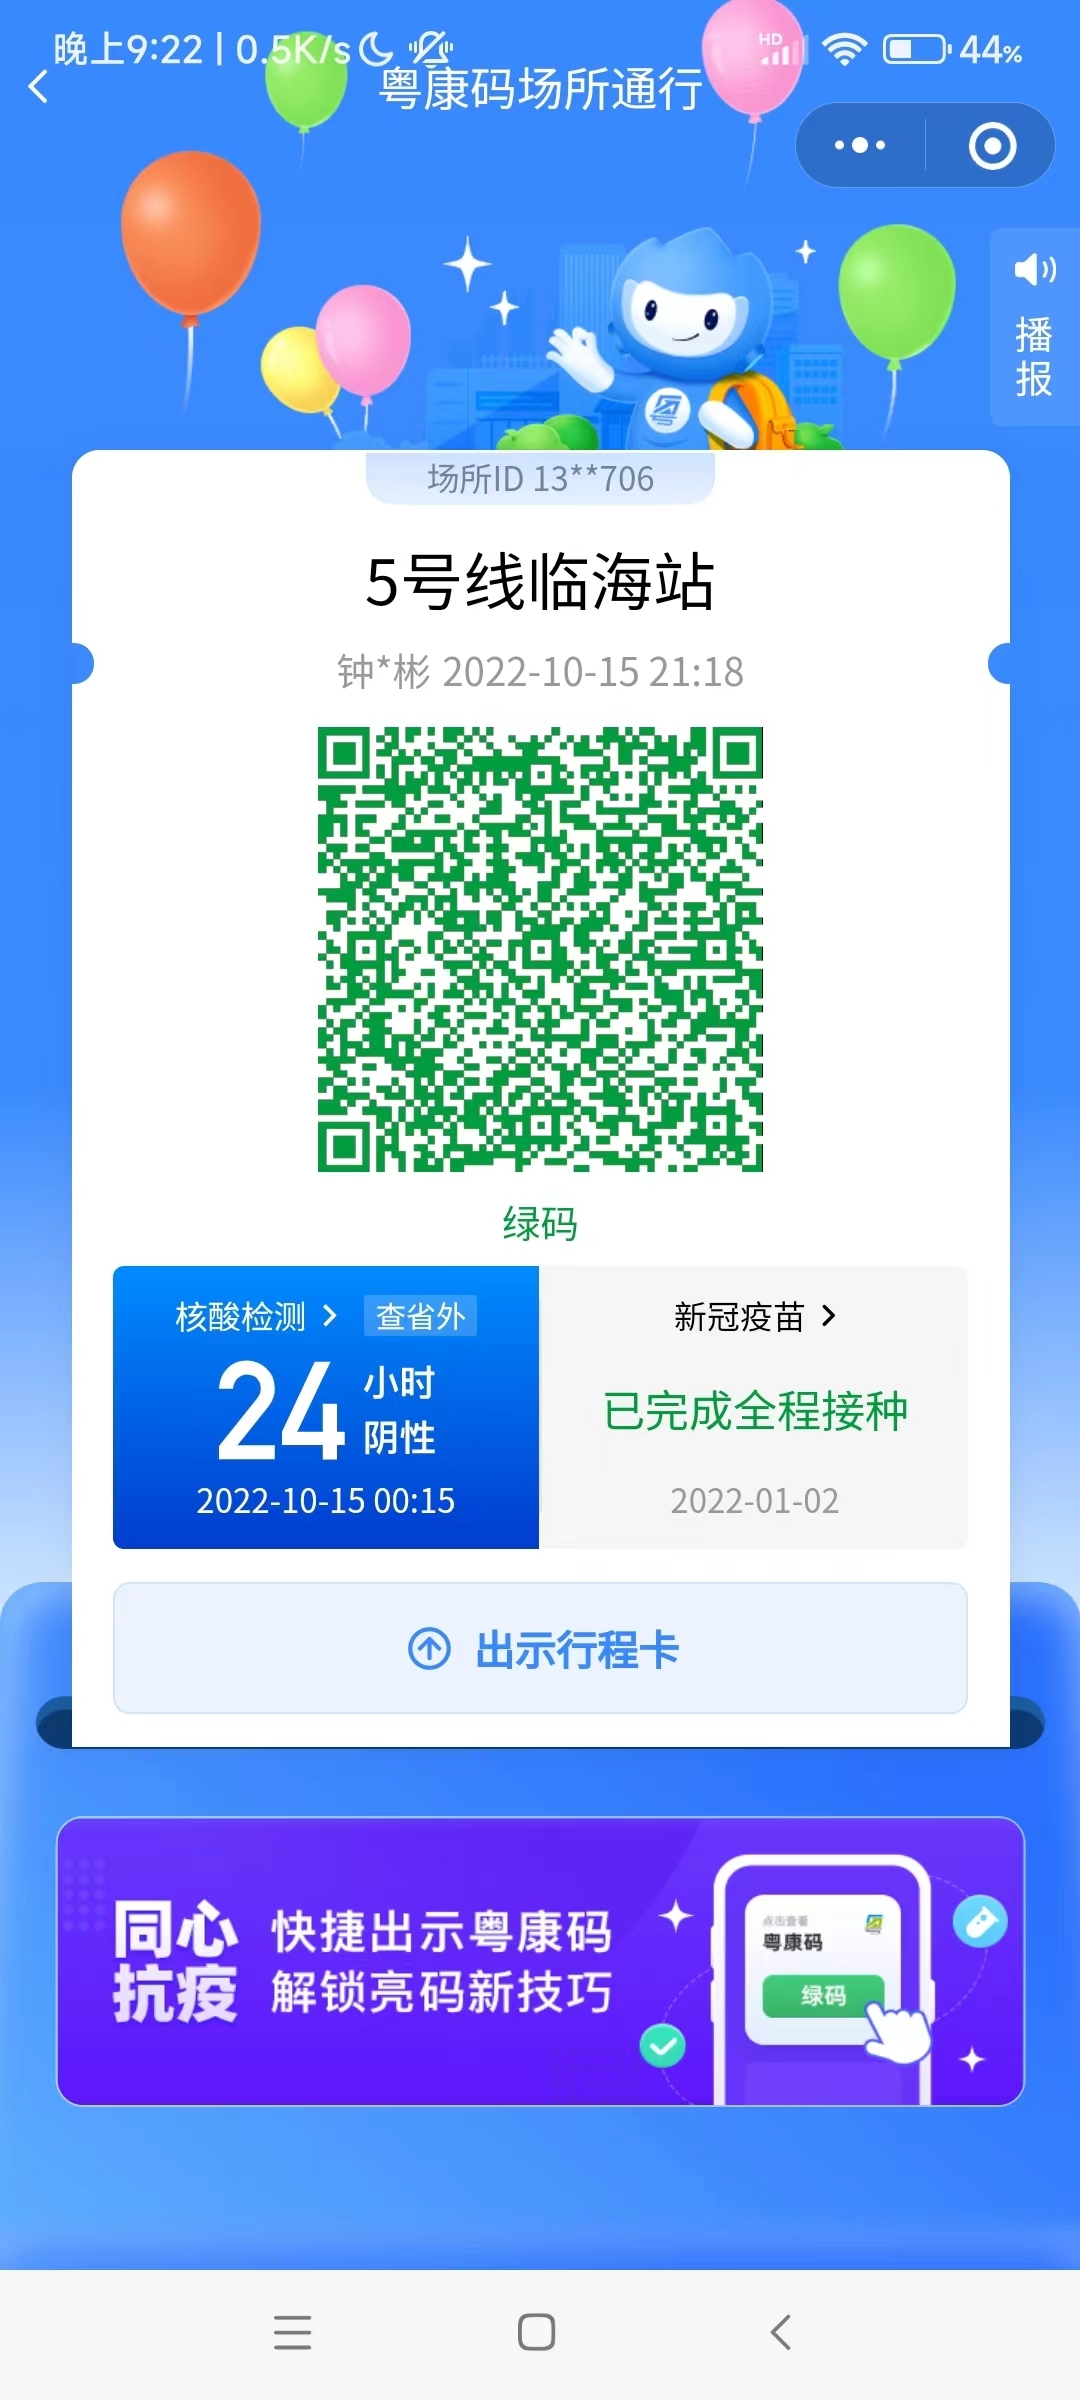 晚上9:22 | 0.5K/s
HD
44%
粤康码场所通行
播报
场所ID 13**706
5号线临海站
钟*彬 2022-10-15 21:18
绿码
核酸检测 查省外
24 小时
阴性
2022-10-15 00:15
新冠疫苗
已完成全程接种
2022-01-02
出示行程卡
同心
抗疫
快捷出示粤康码
解锁亮码新技巧
点击查看
粤康码
绿码